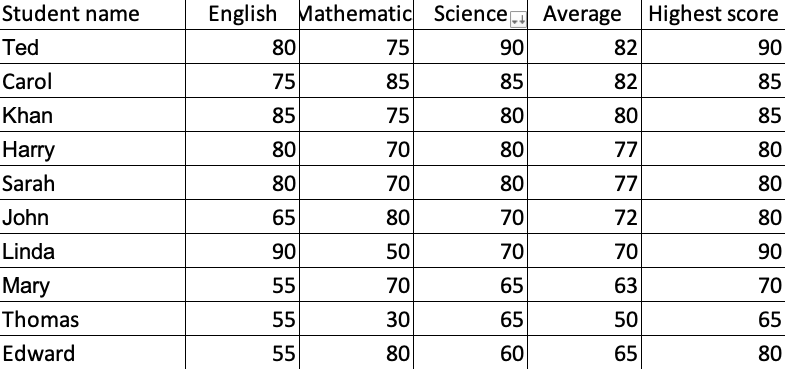 Student name English Mathematic Science Average Highest score
Ted 80 75 90 82 90
Carol 75 85 85 82 85
Khan 85 75 80 80 85
Harry 80 70 80 77 80
Sarah 80 70 80 77 80
John 65 80 70 72 80
Linda 90 50 70 70 90
Mary 55 70 65 63 70
Thomas 55 30 65 50 65
Edward 55 80 60 65 80